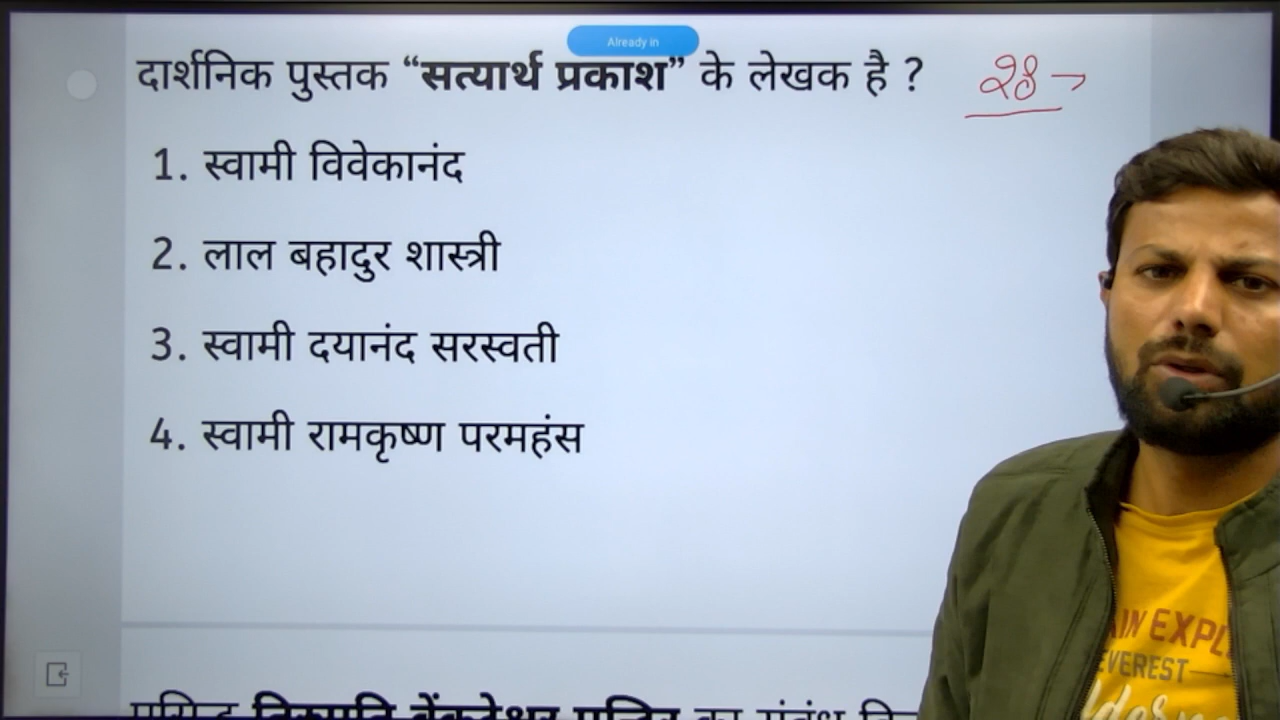 Already in
दार्शनिक पुस्तक “सत्यार्थ प्रकाश” के लेखक है ?
28 →
1. स्वामी विवेकानंद
2. लाल बहादुर शास्त्री
3. स्वामी दयानंद सरस्वती
4. स्वामी रामकृष्ण परमहंस
EVEREST